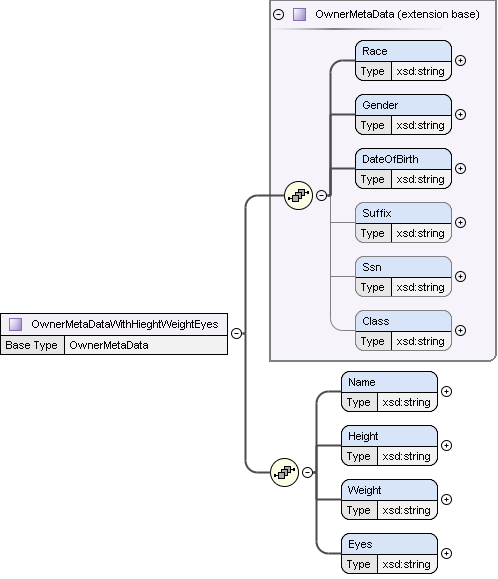 OwnerMetaData (extension base)
Race
Type xsd:string
Gender
Type xsd:string
DateOfBirth
Type xsd:string
Suffix
Type xsd:string
Ssn
Type xsd:string
Class
Type xsd:string
OwnerMetaDataWithHieghtWeightEyes
Base Type OwnerMetaData
Name
Type xsd:string
Height
Type xsd:string
Weight
Type xsd:string
Eyes
Type xsd:string